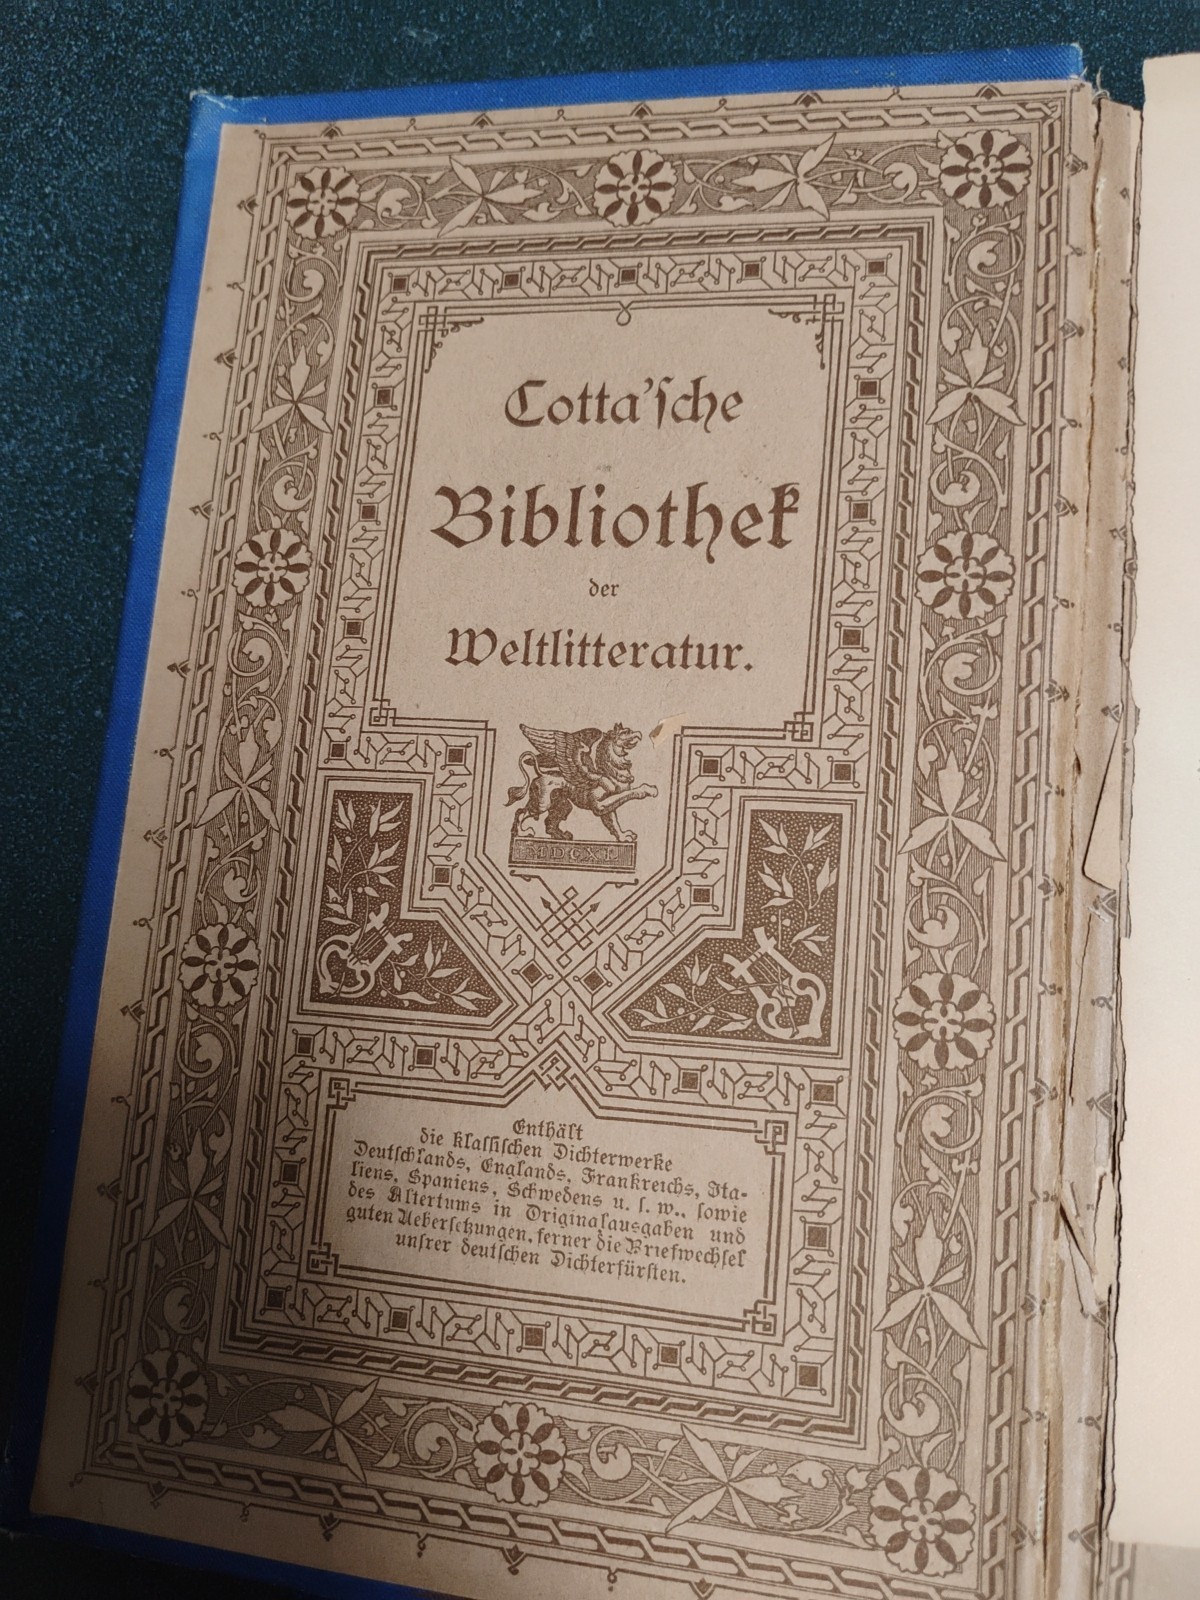 Cotta'sche
Bibliothek
der
Weltlitteratur.
MDCXL
Enthält
die klassischen Dichterwerke
Deutschlands, Englands, Frankreichs, Ita-
liens, Spaniens, Schwedens u. s. w., sowie
des Altertums in Originalausgaben und
guten Uebersetzungen, ferner die Briefwechsel
unsrer deutschen Dichterfürsten.